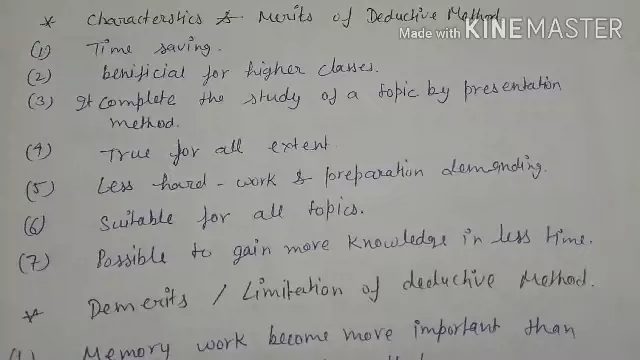 * Characterstics & Merits of Deductive Method.
Made with KINEMASTER
(1) Time saving.
(2) benificial for higher classes.
(3) It complete the study of a topic by presentation
method.
(4) True for all extent.
(5) Less hard-work & preparation demanding.
(6) Suitable for all topics.
(7) Possible to gain more knowledge in less time.
* Demerits / Limitation of deductive Method.
(1) Memory work become more important than